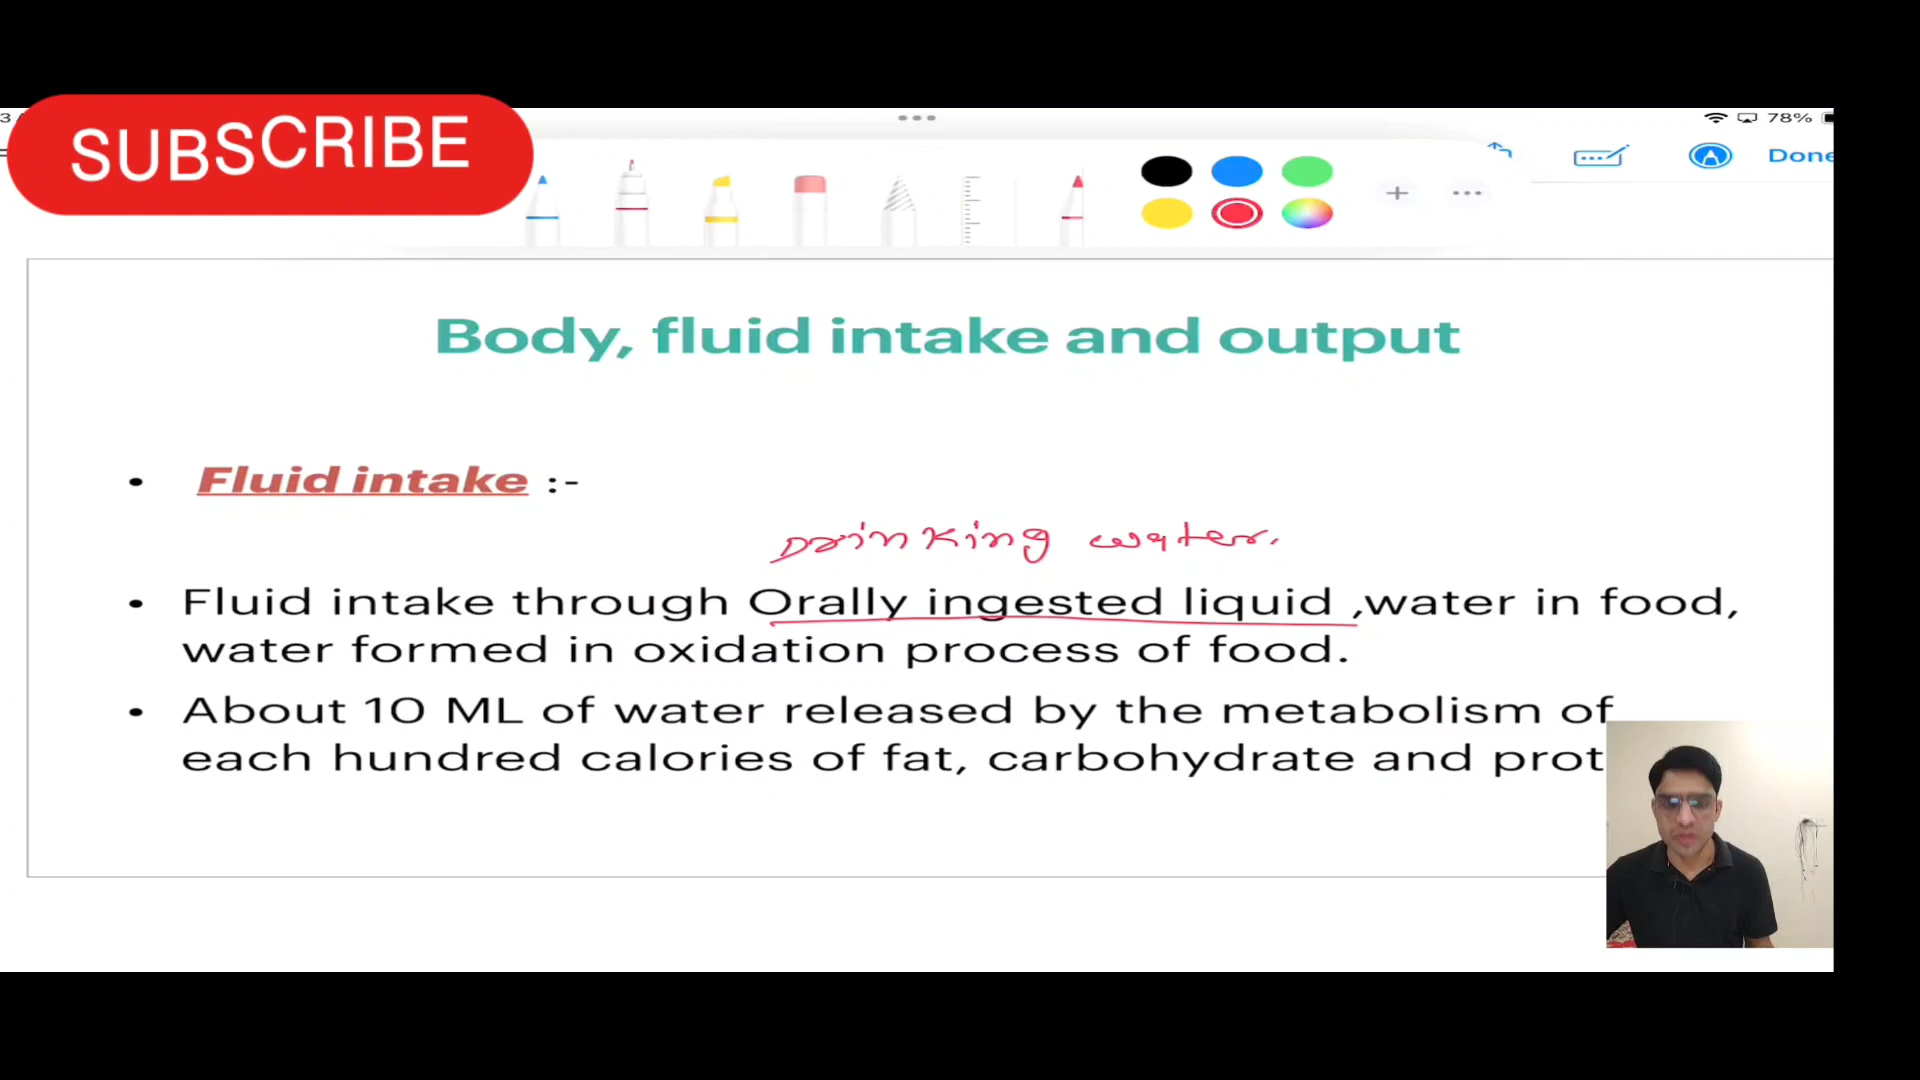 SUBSCRIBE
78%
Done
Body, fluid intake and output
• Fluid intake :-
Drinking water.
• Fluid intake through Orally ingested liquid ,water in food,
water formed in oxidation process of food.
• About 10 ML of water released by the metabolism of
each hundred calories of fat, carbohydrate and prot